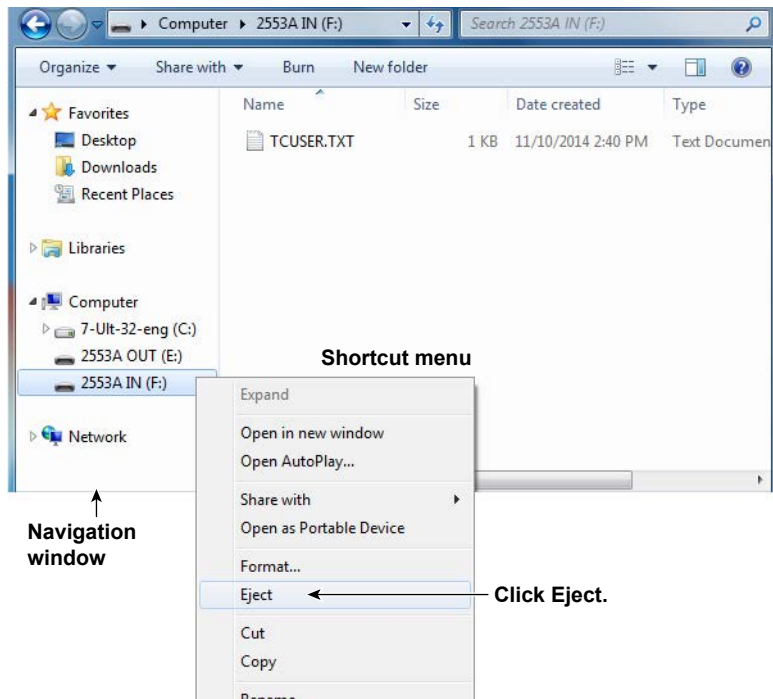 Computer ▸ 2553A IN (F:)
Search 2553A IN (F:)
Organize Share with Burn New folder
Name Size Date created Type
TCUSER.TXT 1 KB 11/10/2014 2:40 PM Text Documen
Favorites
Desktop
Downloads
Recent Places
Libraries
Computer
7-Ult-32-eng (C:)
2553A OUT (E:)
2553A IN (F:)
Network
Navigation
window
Shortcut menu
Expand
Open in new window
Open AutoPlay...
Share with
Open as Portable Device
Format...
Eject
Click Eject.
Cut
Copy
Rename